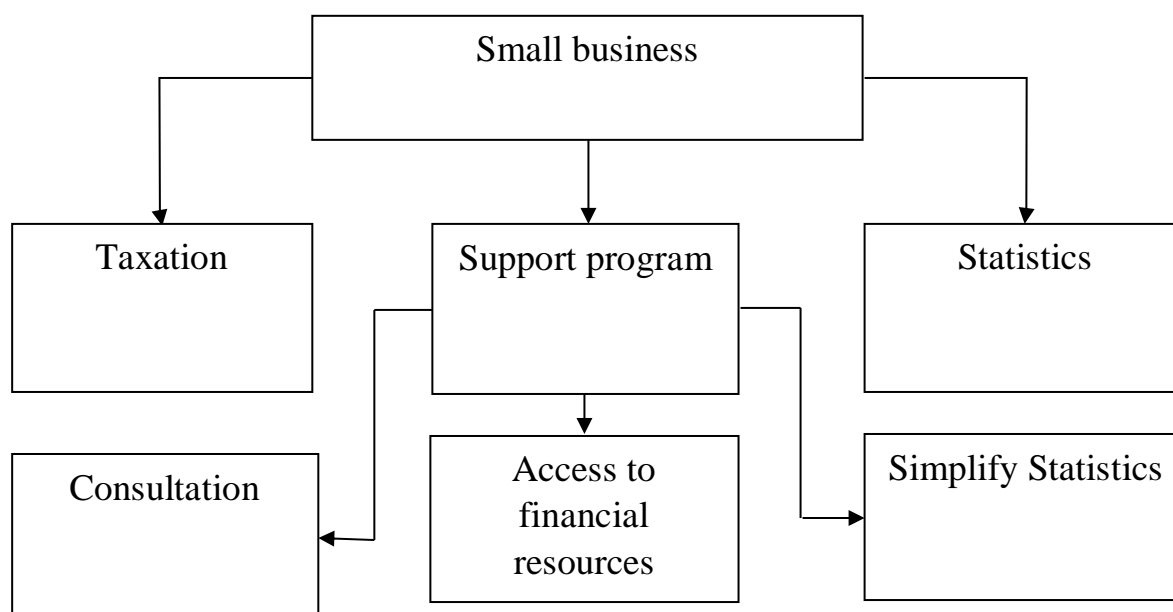 Small business
Taxation
Support program
Statistics
Consultation
Access to
financial
resources
Simplify Statistics